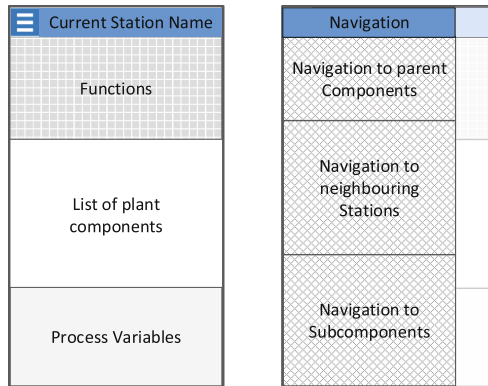 Current Station Name
Functions
List of plant
components
Process Variables
Navigation
Navigation to parent
Components
Navigation to
neighbouring
Stations
Navigation to
Subcomponents